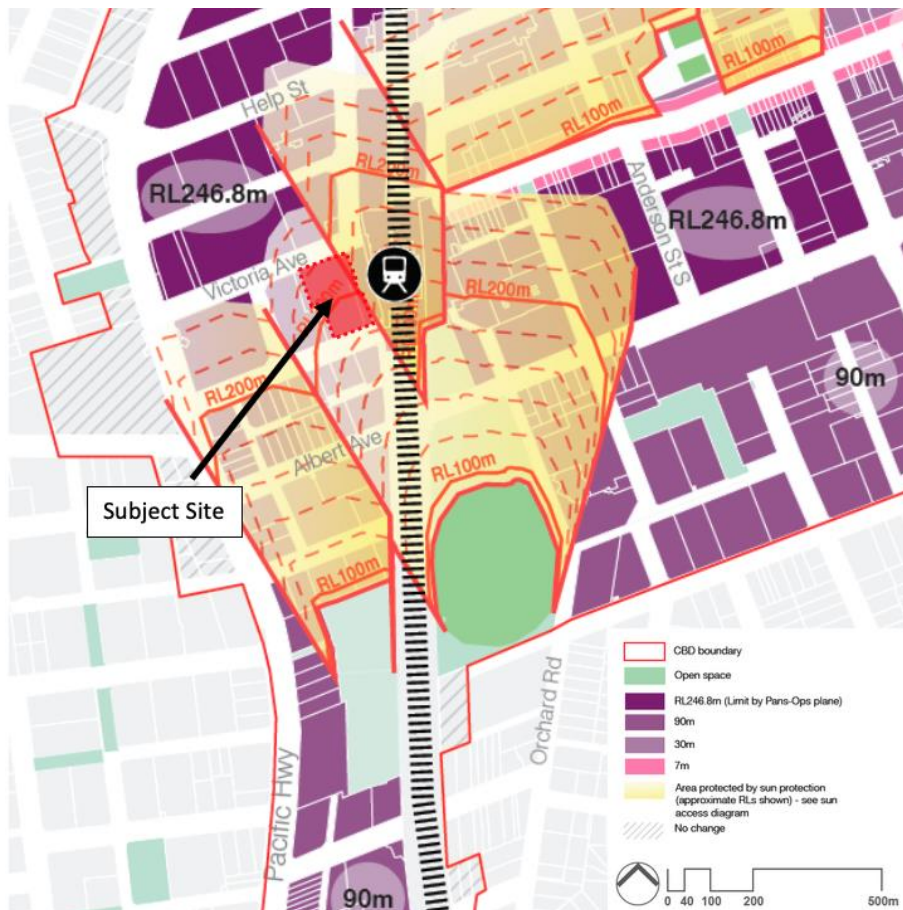 Help St
RL100m
RL100m
RL246.8m
Anderson St S
RL246.8m
Victoria Ave
RL200m
90m
RL200m
Albert Ave
RL100m
Subject Site
RL100m
Orchard Rd
Pacific Hwy
90m
CBD boundary
Open space
RL246.8m (Limit by Pans-Ops plane)
90m
30m
7m
Area protected by sun protection
(approximate RLs shown) - see sun
access diagram
No change
0 40 100 200 500m